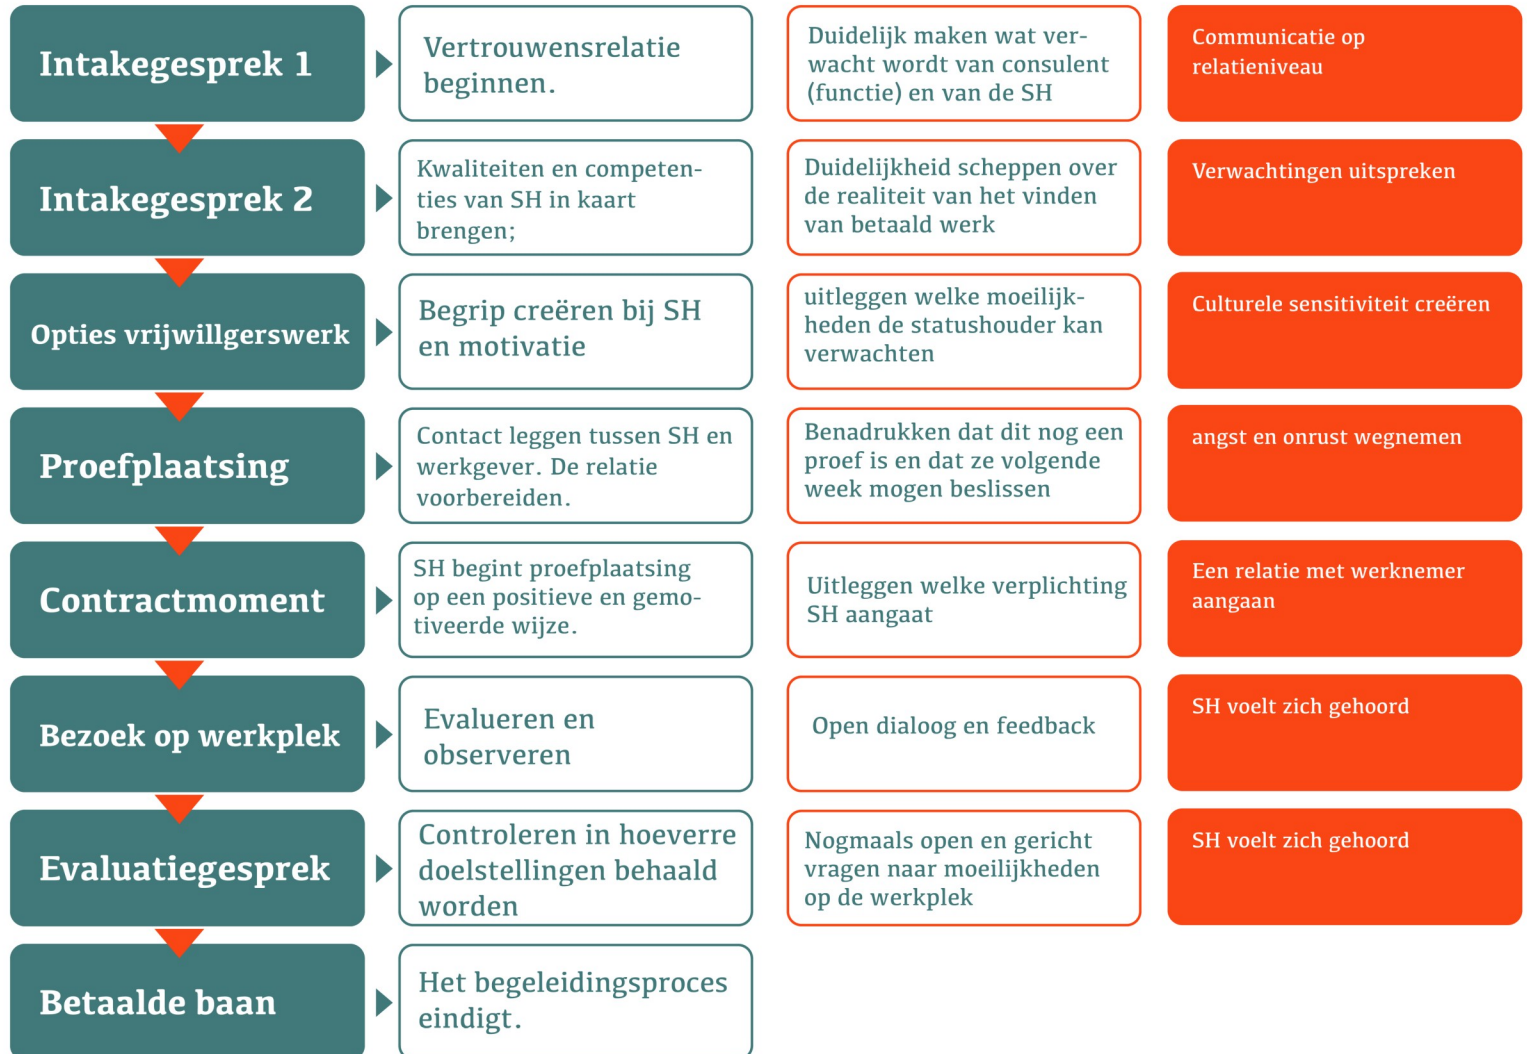 Intakegesprek 1
Vertrouwensrelatie
beginnen.
Duidelijk maken wat ver-
wacht wordt van consulent
(functie) en van de SH
Communicatie op
relatieniveau
Intakegesprek 2
Kwaliteiten en competen-
ties van SH in kaart
brengen;
Duidelijkheid scheppen over
de realiteit van het vinden
van betaald werk
Verwachtingen uitspreken
Opties vrijwillgerswerk
Begrip creëren bij SH
en motivatie
uitleggen welke moeilijk-
heden de statushouder kan
verwachten
Culturele sensitiviteit creëren
Proefplaatsing
Contact leggen tussen SH en
werkgever. De relatie
voorbereiden.
Benadrukken dat dit nog een
proef is en dat ze volgende
week mogen beslissen
angst en onrust wegnemen
Contractmoment
SH begint proefplaatsing
op een positieve en gemo-
tiveerde wijze.
Uitleggen welke verplichting
SH aangaat
Een relatie met werknemer
aangaan
Bezoek op werkplek
Evalueren en
observeren
Open dialoog en feedback
SH voelt zich gehoord
Evaluatiegesprek
Controleren in hoeverre
doelstellingen behaald
worden
Nogmaals open en gericht
vragen naar moeilijkheden
op de werkplek
SH voelt zich gehoord
Betaalde baan
Het begeleidingsproces
eindigt.